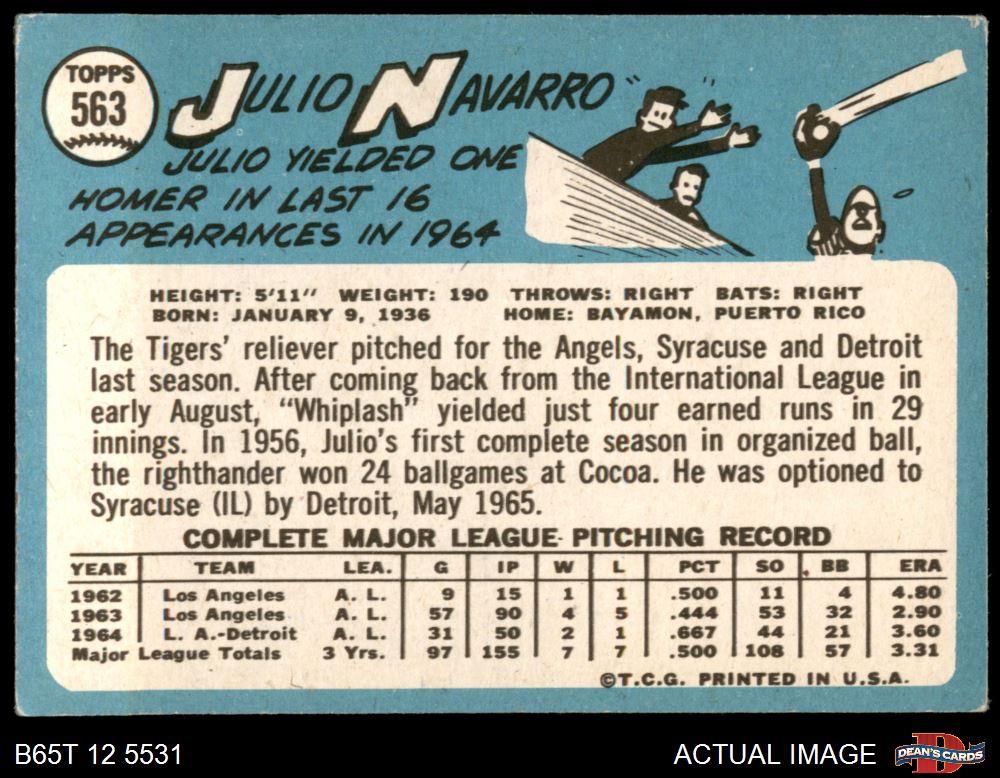 TOPPS
563
JULIO NAVARRO
JULIO YIELDED ONE
HOMER IN LAST 16
APPEARANCES IN 1964
HEIGHT: 5'11" WEIGHT: 190 THROWS: RIGHT BATS: RIGHT
BORN: JANUARY 9, 1936 HOME: BAYAMON, PUERTO RICO
The Tigers' reliever pitched for the Angels, Syracuse and Detroit
last season. After coming back from the International League in
early August, "Whiplash" yielded just four earned runs in 29
innings. In 1956, Julio's first complete season in organized ball,
the righthander won 24 ballgames at Cocoa. He was optioned to
Syracuse (IL) by Detroit, May 1965.
COMPLETE MAJOR LEAGUE PITCHING RECORD
YEAR TEAM LEA. G IP W L PCT SO BB ERA
1962 Los Angeles A. L. 9 15 1 1 .500 11 4 4.80
1963 Los Angeles A. L. 57 90 4 5 .444 53 32 2.90
1964 L. A.-Detroit A. L. 31 50 2 1 .667 44 21 3.60
Major League Totals 3 Yrs. 97 155 7 7 .500 108 57 3.31
©T.C.G. PRINTED IN U.S.A.
B65T 12 5531 ACTUAL IMAGE DEAN'S CARDS